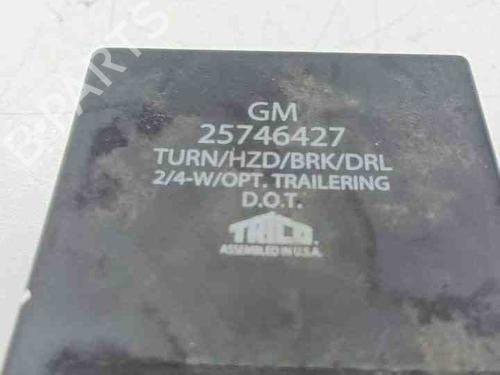 GM
25746427
TURN/HZD/BRK/DRL
2/4-W/OPT. TRAILERING
D.O.T.
TRICO
ASSEMBLED IN U.S.A.